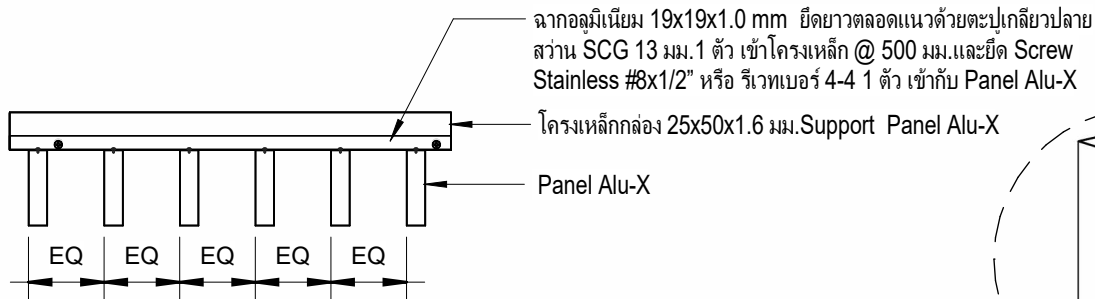 ฉากอลูมิเนียม 19x19x1.0 mm ยึดยาวตลอดแนวด้วยตะปูเกลียวปลาย
สว่าน SCG 13 มม.1 ตัว เข้าโครงเหล็ก @ 500 มม.และยึด Screw
Stainless #8x1/2” หรือ รีเวทเบอร์ 4-4 1 ตัว เข้ากับ Panel Alu-X
โครงเหล็กกล่อง 25x50x1.6 มม.Support Panel Alu-X
Panel Alu-X
EQ EQ EQ EQ EQ